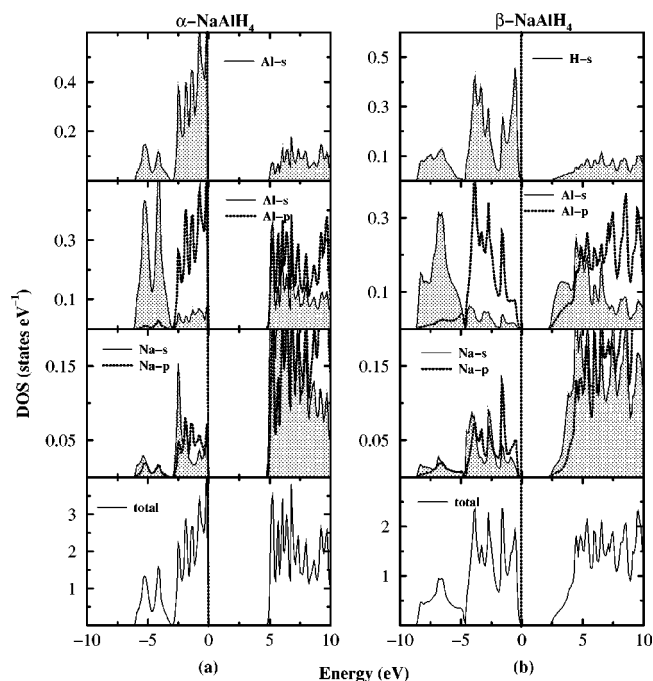 α−NaAlH4
β−NaAlH4
Al−s
H−s
0.4
0.2
0.5
0.3
0.1
Al−s
Al−p
Al−s
Al−p
0.3
0.1
0.3
0.1
Na−s
Na−p
Na−s
Na−p
0.15
0.05
0.15
0.05
total
total
3
2
1
2
1
DOS (states eV−1)
−10 −5 0 5 10
−10 −5 0 5 10
(a) Energy (eV) (b)